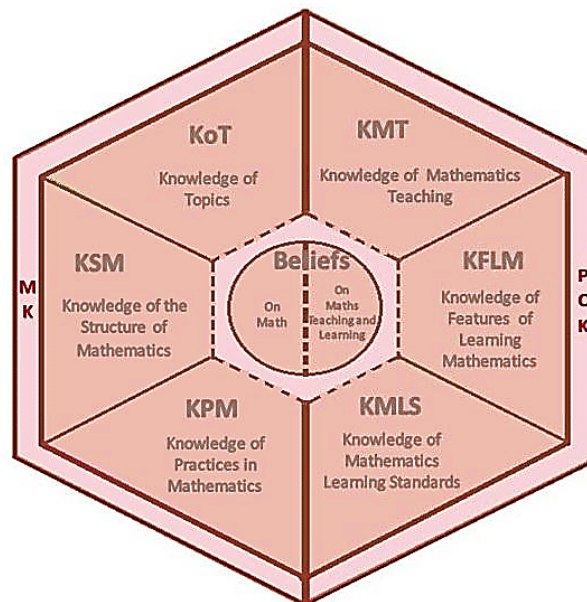 KoT
Knowledge of
Topics
KMT
Knowledge of Mathematics
Teaching
KSM
Knowledge of the
Structure of
Mathematics
Beliefs
On
Math
On
Maths
Teaching and
Learning
KFLM
Knowledge of
Features of
Learning
Mathematics
M
K
P
C
K
KPM
Knowledge of
Practices in
Mathematics
KMLS
Knowledge of
Mathematics
Learning Standards